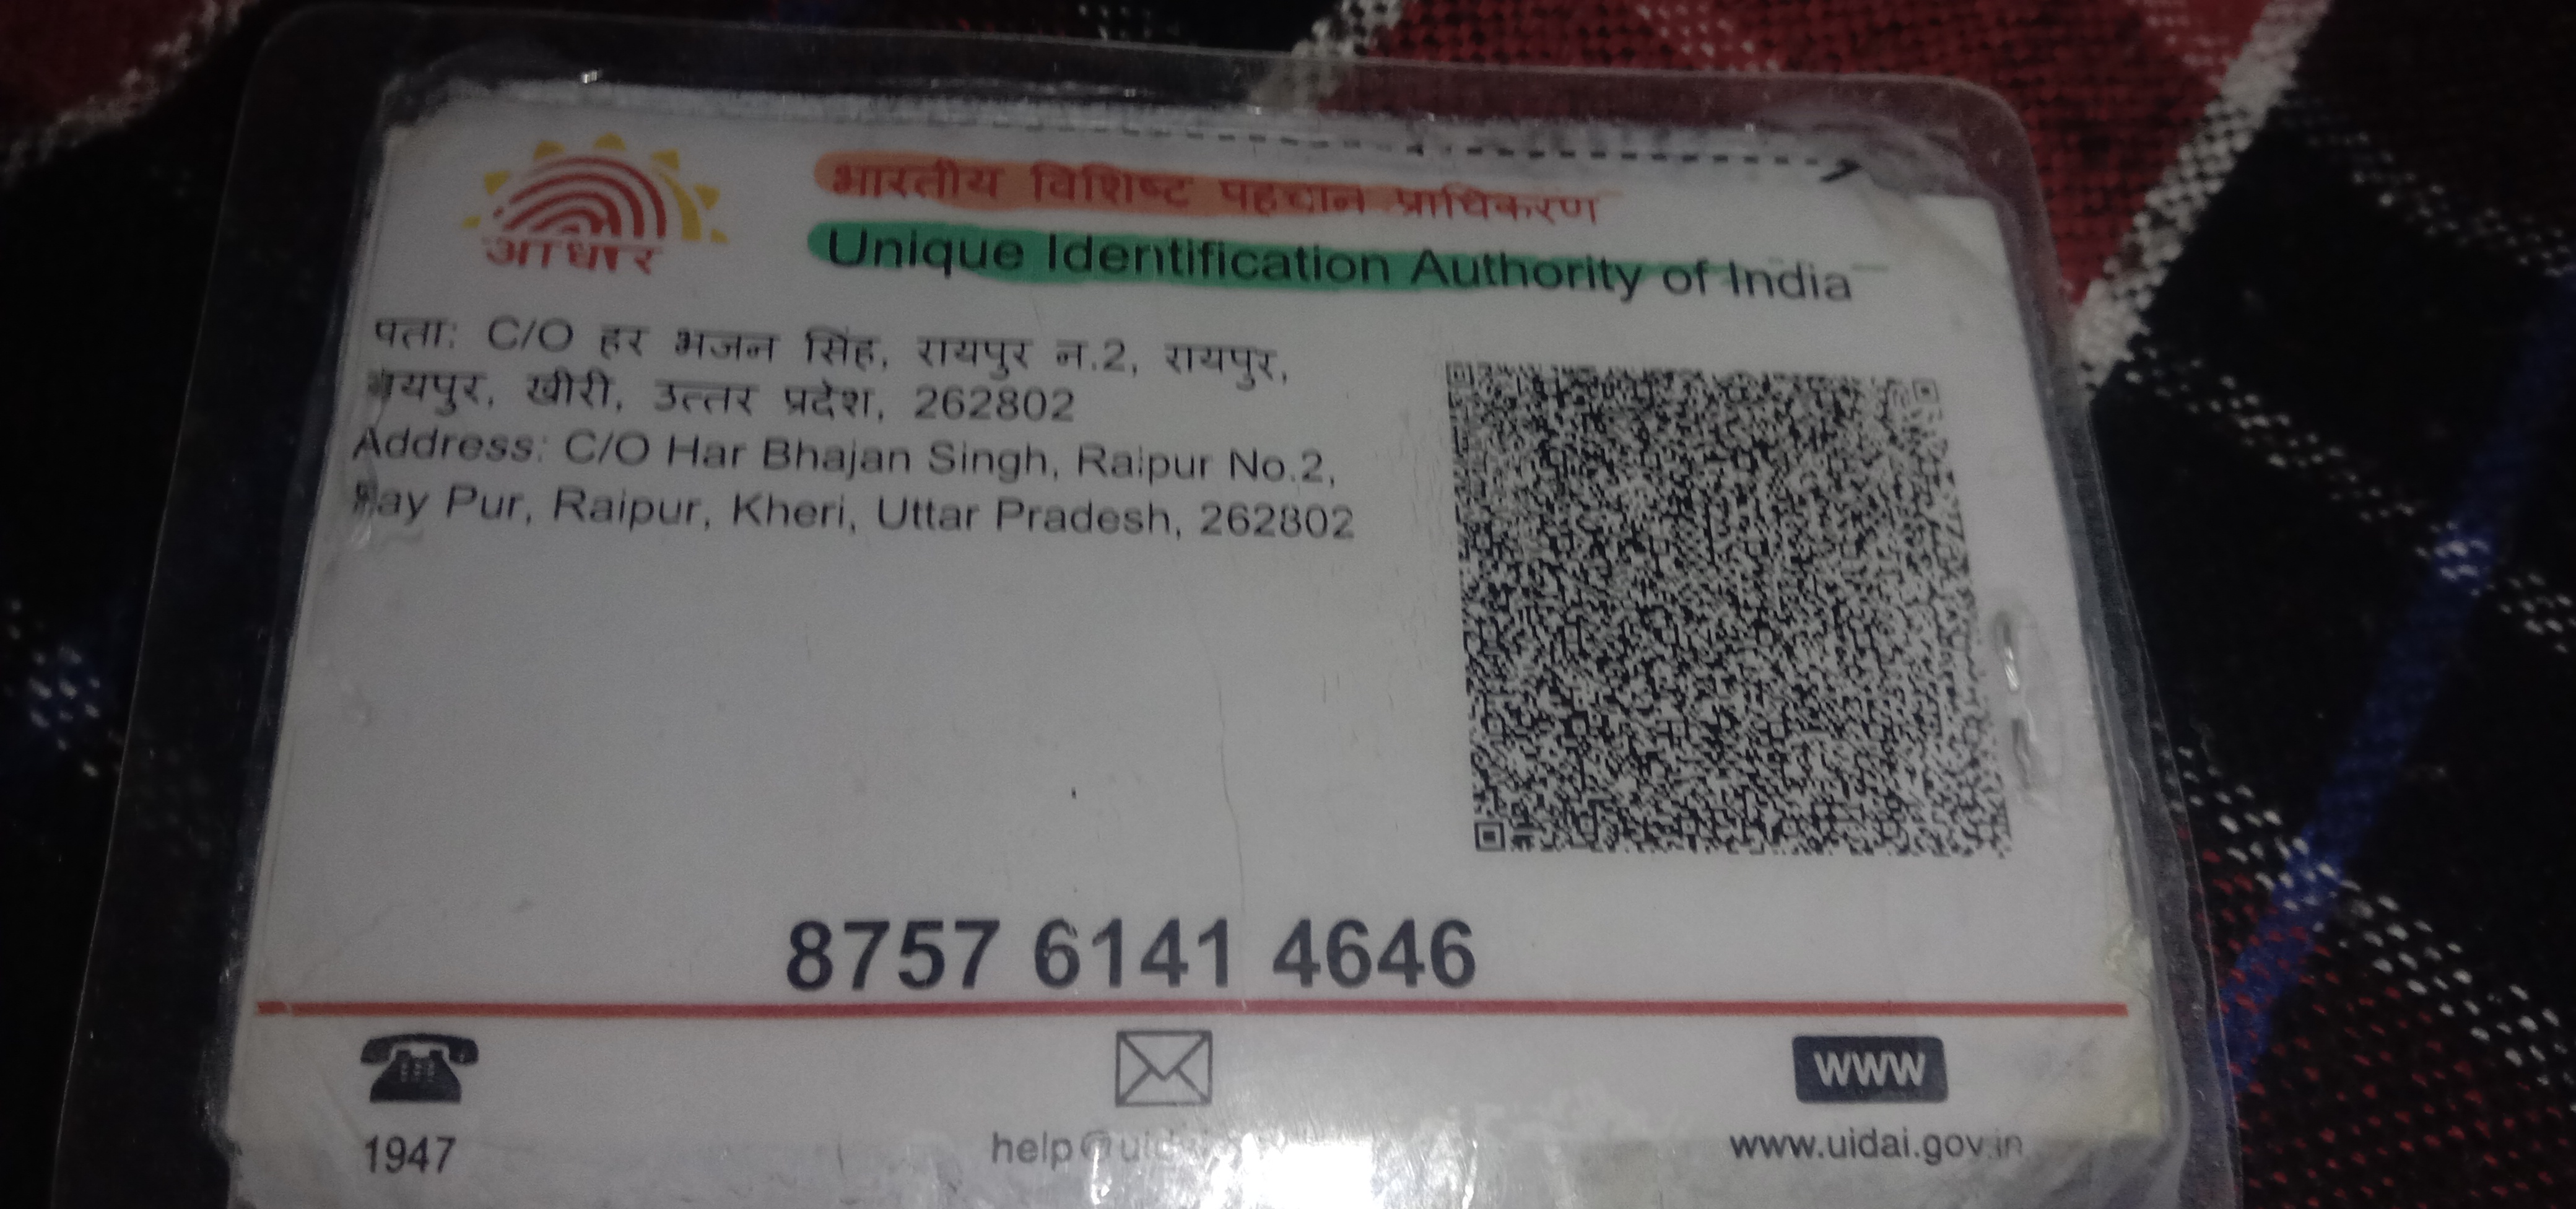 आधार
भारतीय विशिष्ट पहचान प्राधिकरण
Unique Identification Authority of India
पता: C/O हर भजन सिंह, रायपुर न.2, रायपुर,
खीरी, उत्तर प्रदेश, 262802
Address: C/O Har Bhajan Singh, Raipur No.2,
Ray Pur, Raipur, Kheri, Uttar Pradesh, 262802
8757 6141 4646
WWW
1947
www.uidai.gov.in